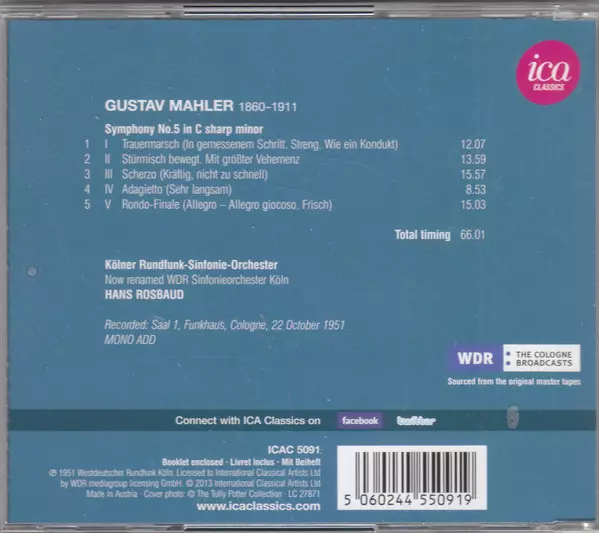 ica
CLASSICS
GUSTAV MAHLER 1860–1911
Symphony No.5 in C sharp minor
1 I Trauermarsch (In gemessenem Schritt. Streng. Wie ein Kondukt) 12.07
2 II Stürmisch bewegt. Mit größter Vehemenz 13.59
3 III Scherzo (Kräftig, nicht zu schnell) 15.57
4 IV Adagietto (Sehr langsam) 8.53
5 V Rondo-Finale (Allegro – Allegro giocoso. Frisch) 15.03
Total timing 66.01
Kölner Rundfunk-Sinfonie-Orchester
Now renamed WDR Sinfonieorchester Köln
HANS ROSBAUD
Recorded: Saal 1, Funkhaus, Cologne, 22 October 1951
MONO ADD
WDR THE COLOGNE
BROADCASTS
Sourced from the original master tapes
Connect with ICA Classics on facebook twitter
ICAC 5091
Booklet enclosed · Livret inclus · Mit Beiheft
℗ 1951 Westdeutscher Rundfunk Köln. Licensed to International Classical Artists Ltd
by WDR mediagroup licensing GmbH. © 2013 International Classical Artists Ltd
Made in Austria · Cover photo: © The Tully Potter Collection · LC 27871
www.icaclassics.com
5 060244 550919